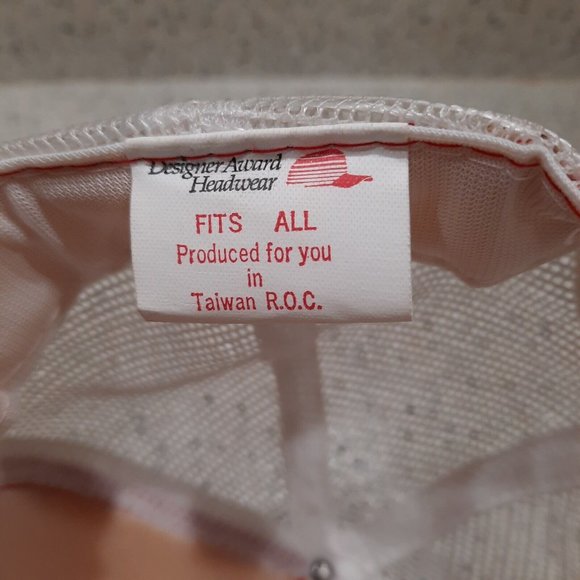 Designer Award
Headwear
FITS ALL
Produced for you
in
Taiwan R.O.C.